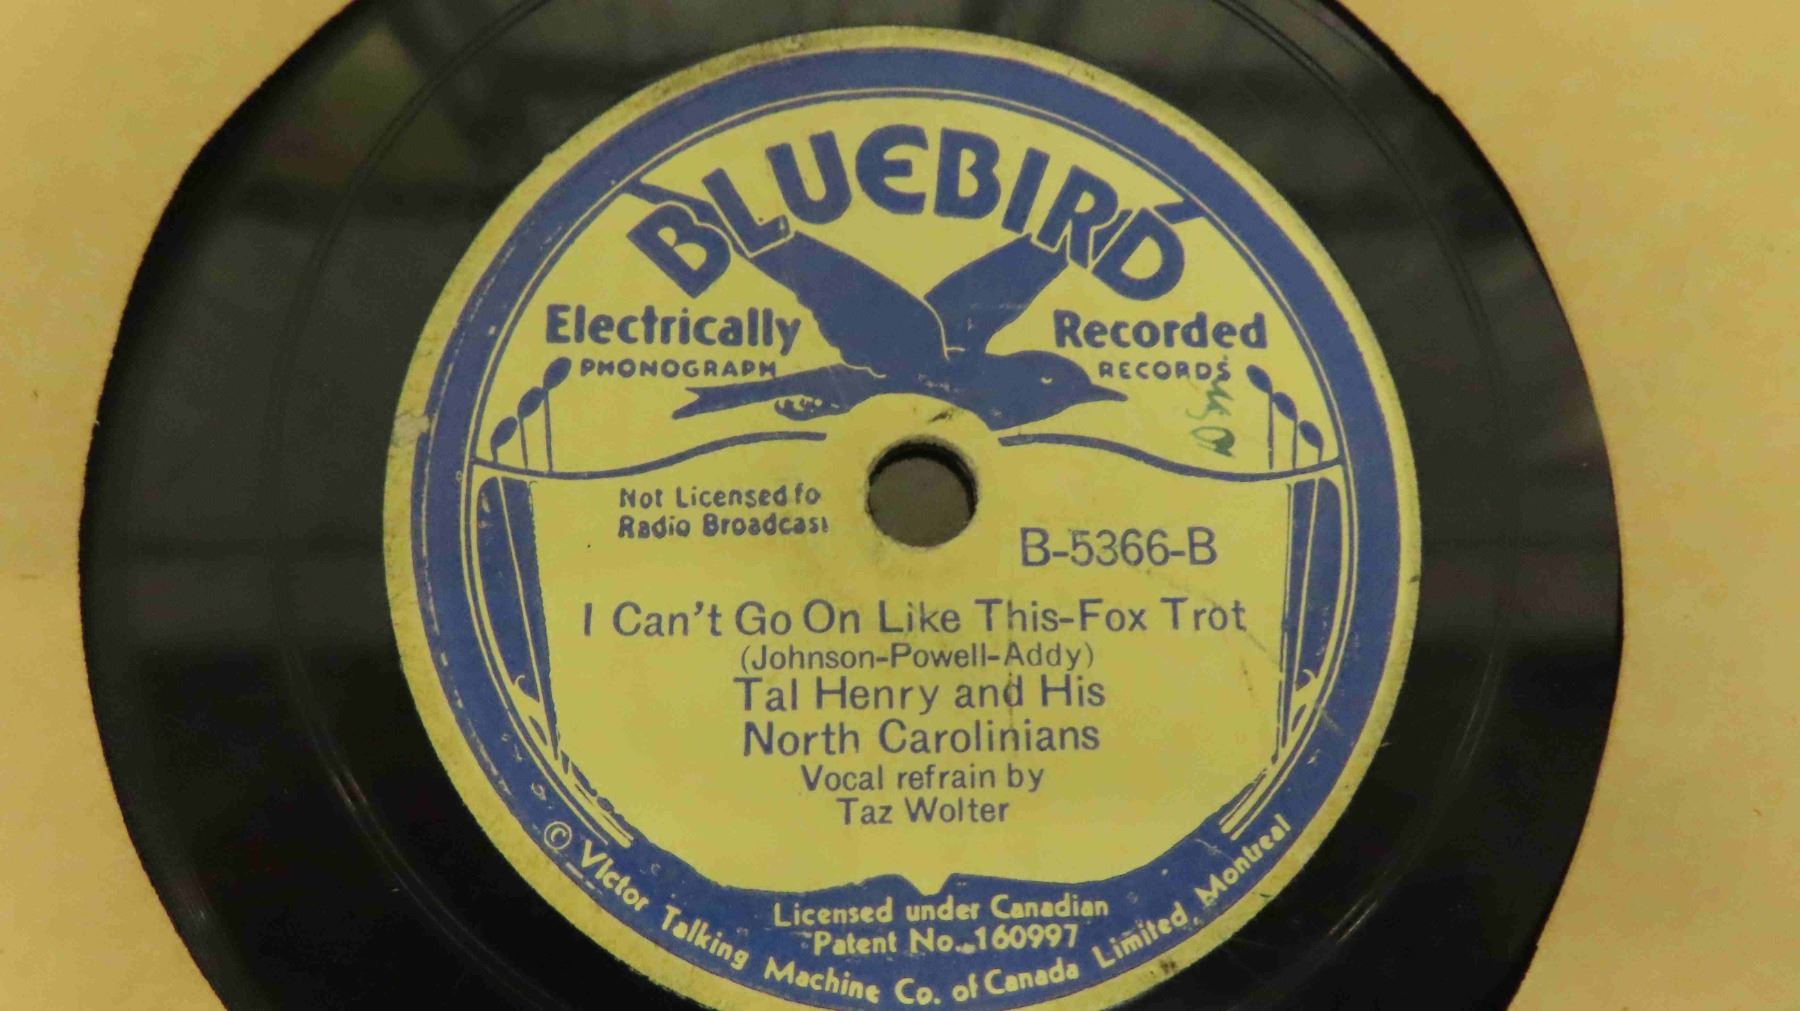 BLUEBIRD
Electrically Recorded
PHONOGRAPH RECORDS
Not Licensed fo
Radio Broadcast
B-5366-B
I Can't Go On Like This-Fox Trot
(Johnson-Powell-Addy)
Tal Henry and His
North Carolinians
Vocal refrain by
Taz Wolter
Licensed under Canadian
Patent No. 160997
© Victor Talking Machine Co. of Canada Limited, Montreal